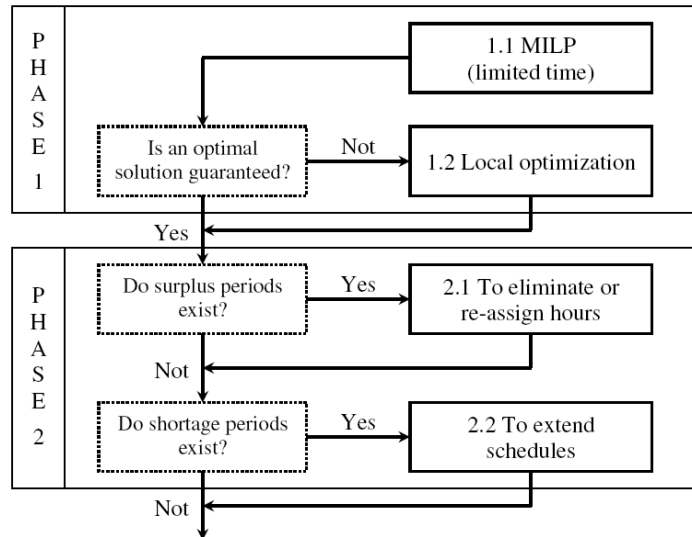 P
H
A
S
E
1
1.1 MILP
(limited time)
Is an optimal
solution guaranteed?
Not
1.2 Local optimization
Yes
P
H
A
S
E
2
Do surplus periods
exist?
Yes
2.1 To eliminate or
re-assign hours
Not
Do shortage periods
exist?
Yes
2.2 To extend
schedules
Not